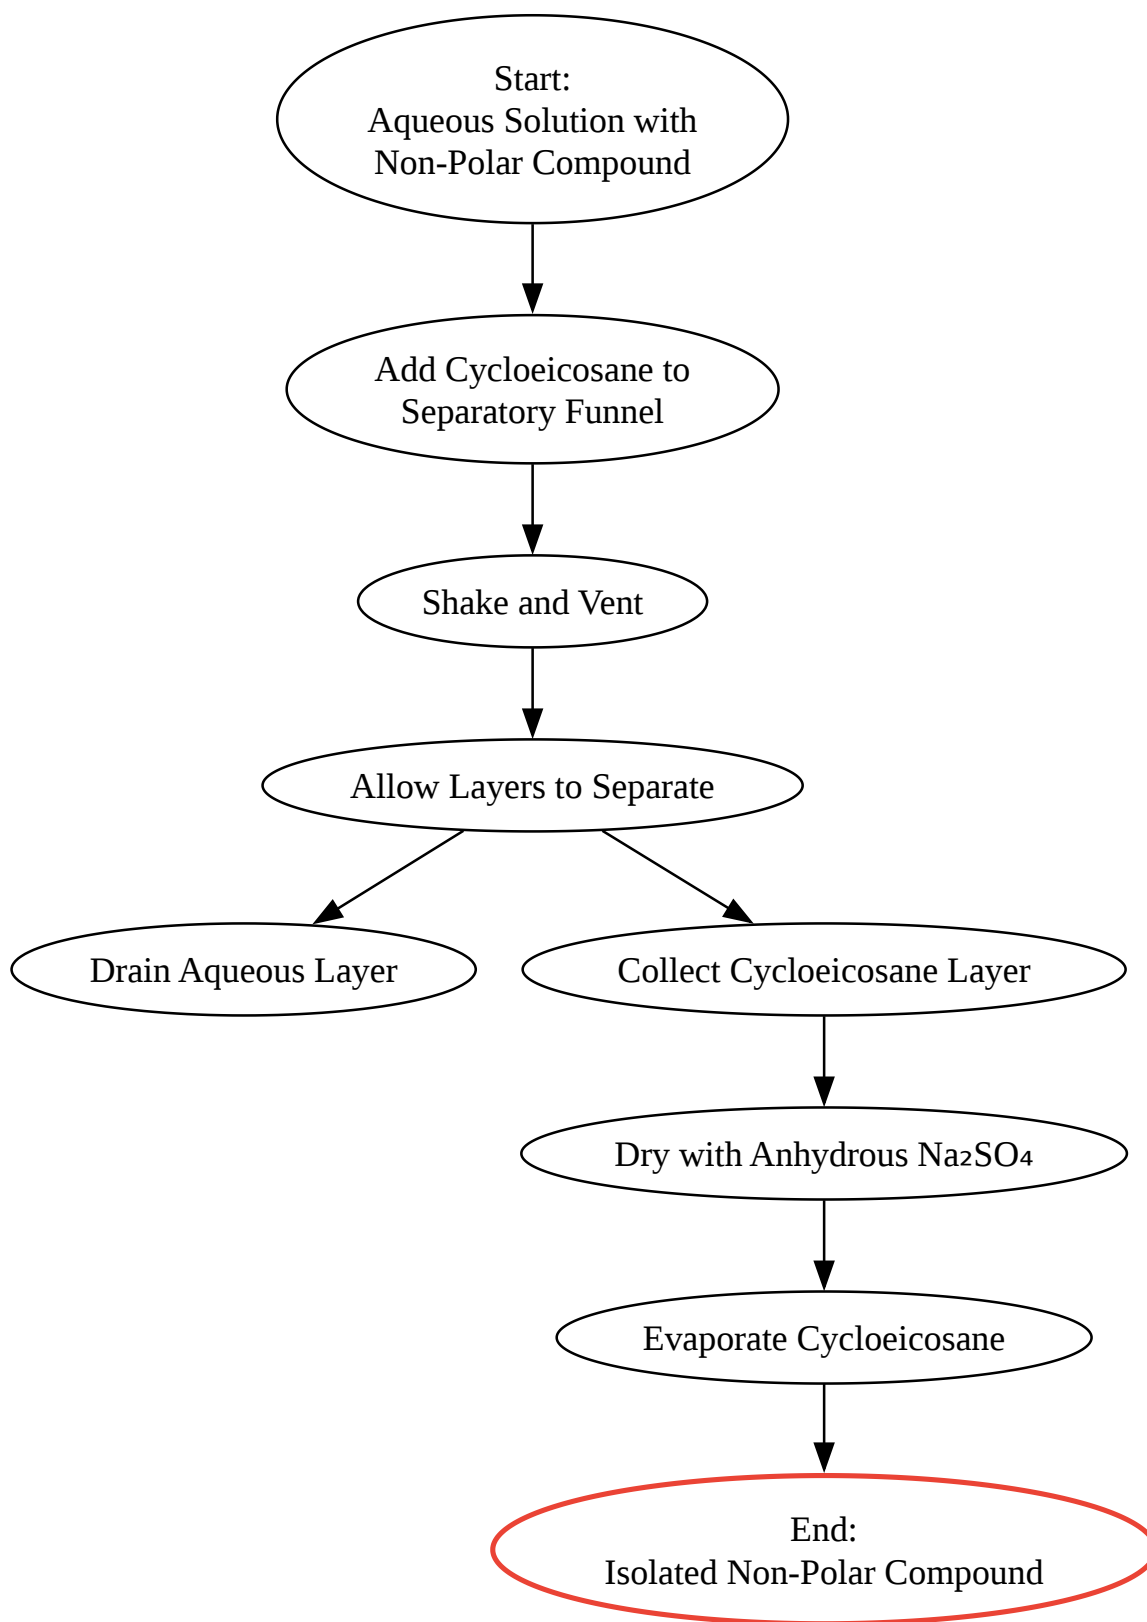 Start:
Aqueous Solution with
Non-Polar Compound
Add Cycloeicosane to
Separatory Funnel
Shake and Vent
Allow Layers to Separate
Drain Aqueous Layer
Collect Cycloeicosane Layer
Dry with Anhydrous Na₂SO₄
Evaporate Cycloeicosane
End:
Isolated Non-Polar Compound